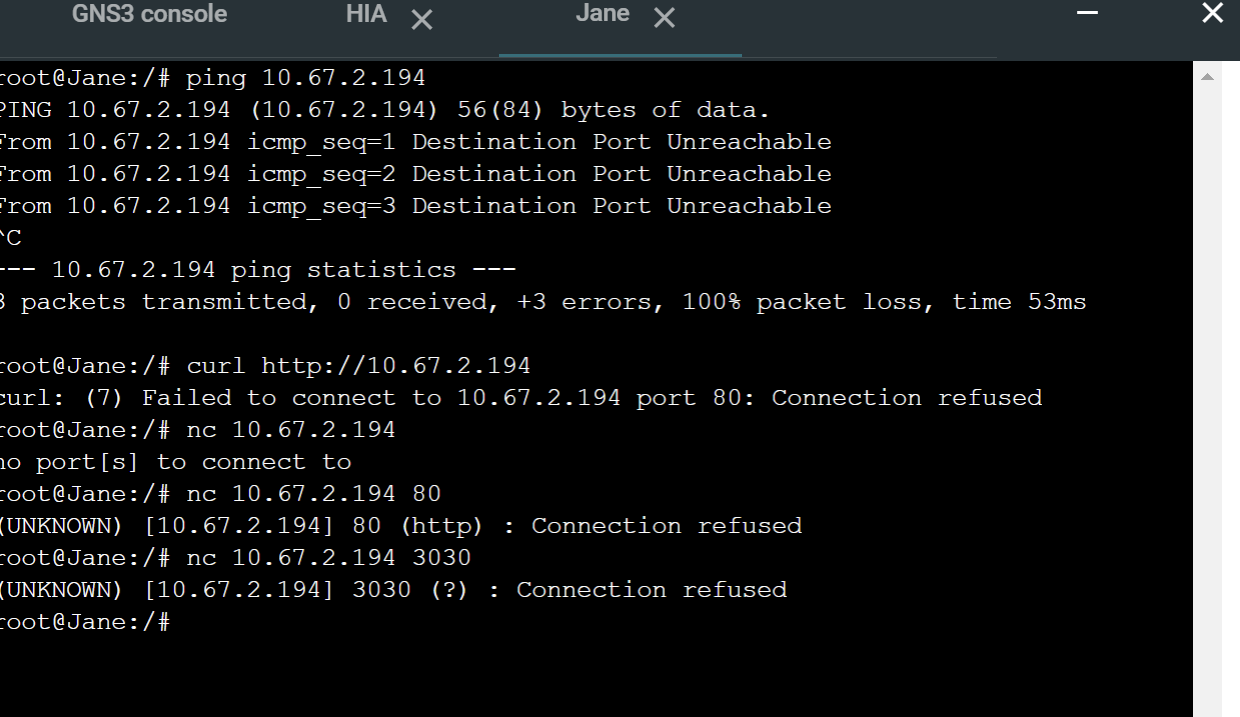 GNS3 console HIA Jane
root@Jane:/# ping 10.67.2.194
PING 10.67.2.194 (10.67.2.194) 56(84) bytes of data.
From 10.67.2.194 icmp_seq=1 Destination Port Unreachable
From 10.67.2.194 icmp_seq=2 Destination Port Unreachable
From 10.67.2.194 icmp_seq=3 Destination Port Unreachable
^C
--- 10.67.2.194 ping statistics ---
3 packets transmitted, 0 received, +3 errors, 100% packet loss, time 53ms
root@Jane:/# curl http://10.67.2.194
curl: (7) Failed to connect to 10.67.2.194 port 80: Connection refused
root@Jane:/# nc 10.67.2.194
no port[s] to connect to
root@Jane:/# nc 10.67.2.194 80
(UNKNOWN) [10.67.2.194] 80 (http) : Connection refused
root@Jane:/# nc 10.67.2.194 3030
(UNKNOWN) [10.67.2.194] 3030 (?) : Connection refused
root@Jane:/#